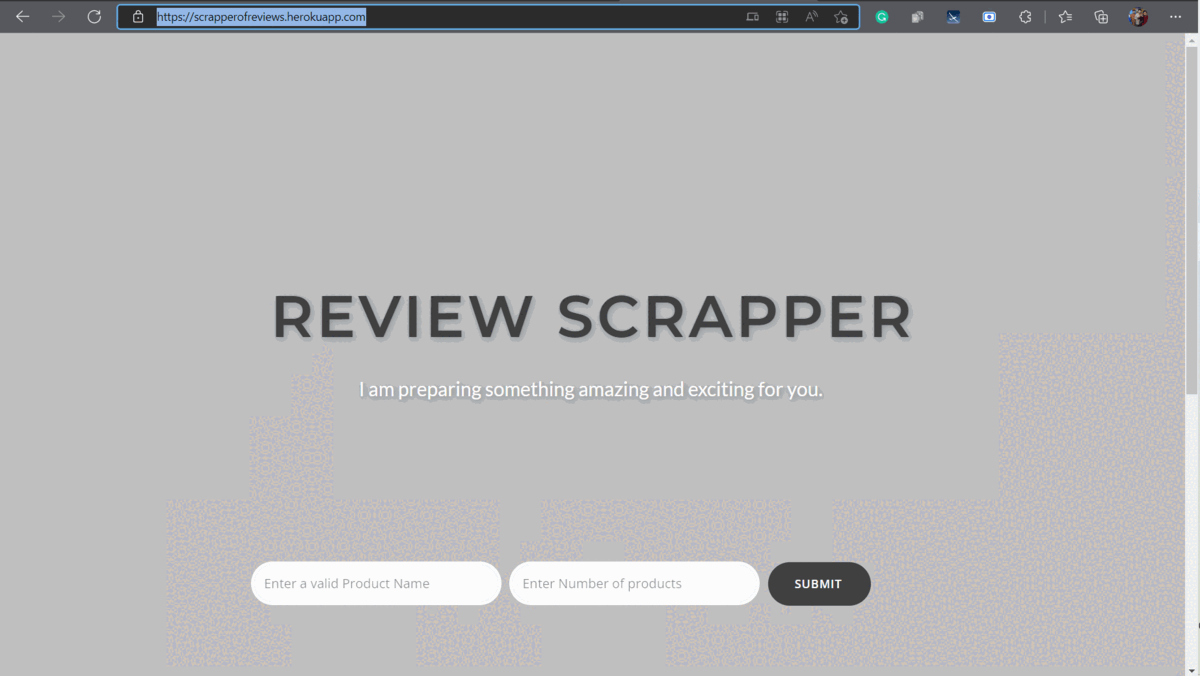 https://scrapperofreviews.herokuapp.com
REVIEW SCRAPPER
I am preparing something amazing and exciting for you.
Enter a valid Product Name
Enter Number of products
SUBMIT